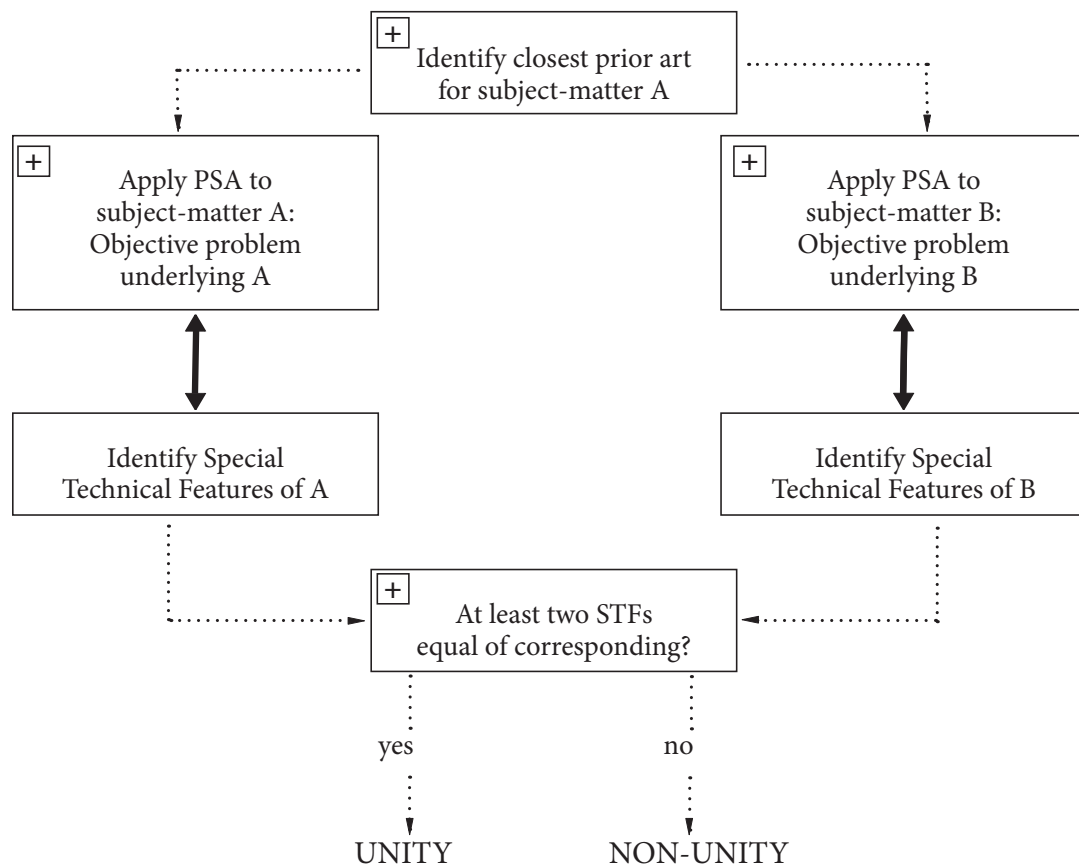 +
Identify closest prior art
for subject-matter A
+
Apply PSA to
subject-matter A:
Objective problem
underlying A
+
Apply PSA to
subject-matter B:
Objective problem
underlying B
Identify Special
Technical Features of A
Identify Special
Technical Features of B
+
At least two STFs
equal of corresponding?
yes
no
UNITY
NON-UNITY